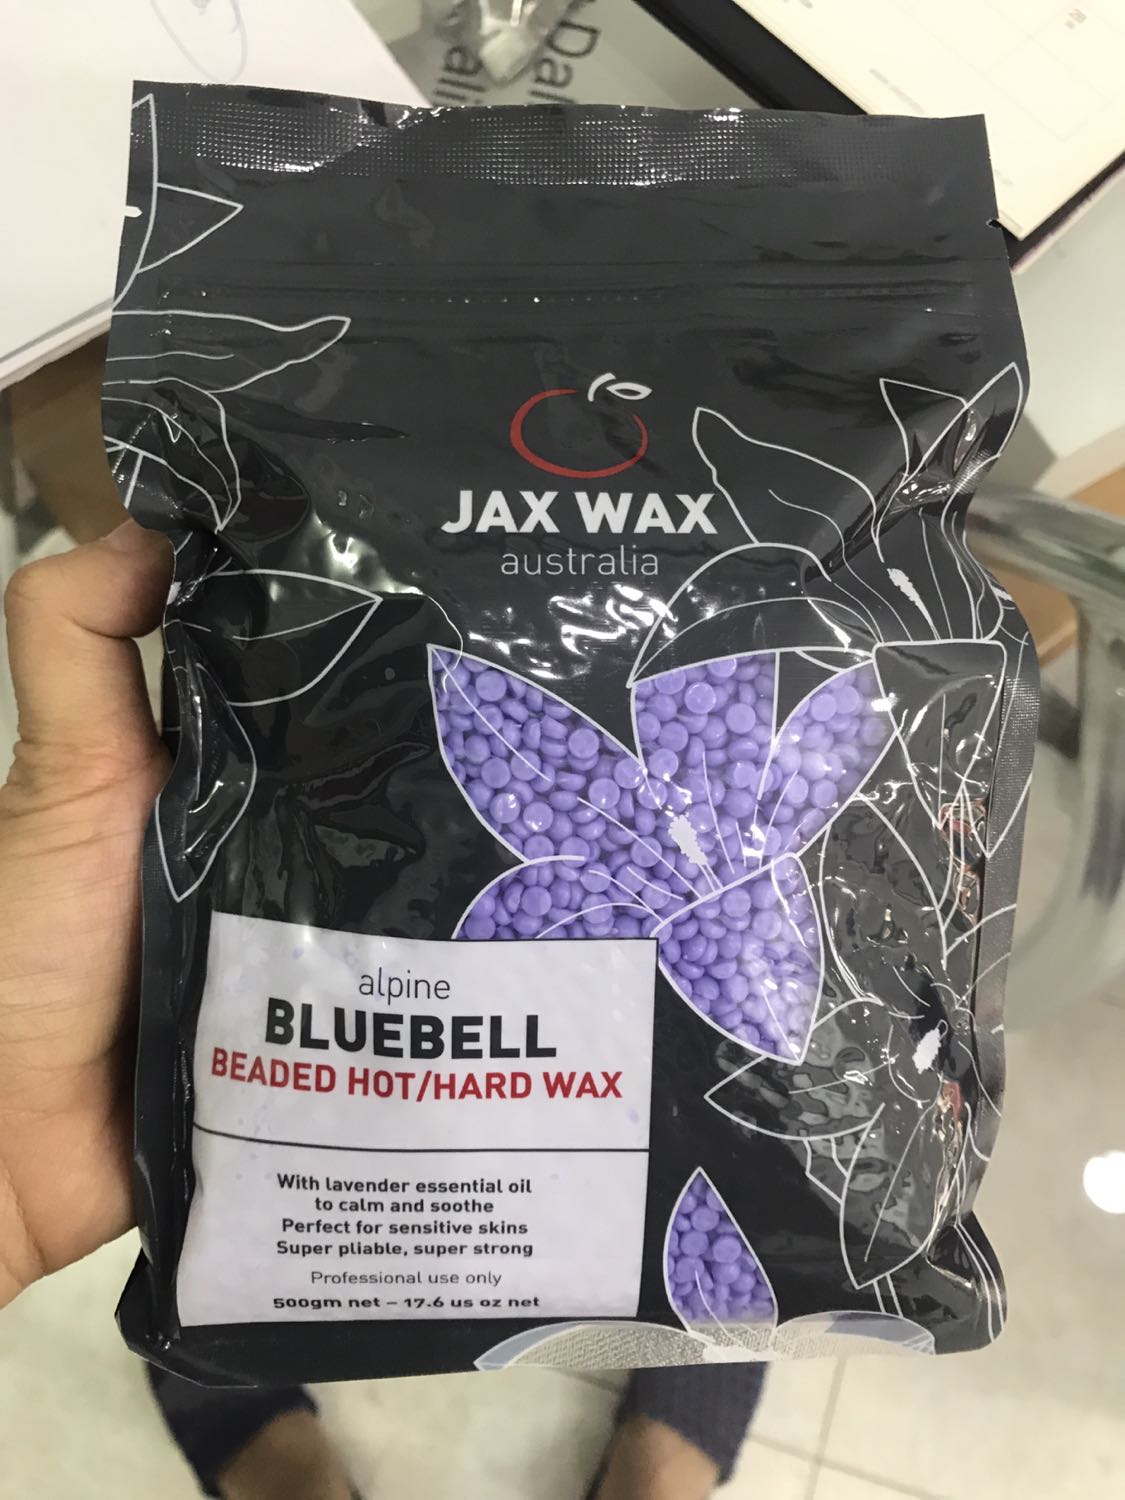 JAX WAX
australia
alpine
BLUEBELL
BEADED HOT/HARD WAX
With lavender essential oil
to calm and soothe
Perfect for sensitive skins
Super pliable, super strong
Professional use only
500gm net – 17.6 us oz net